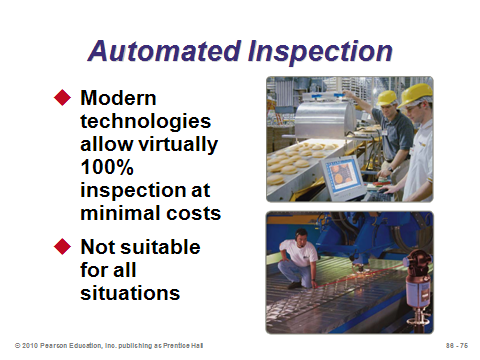 Automated Inspection
Modern
technologies
allow virtually
100%
inspection at
minimal costs
Not suitable
for all
situations
© 2010 Pearson Education, Inc. publishing as Prentice Hall
S6 - 75